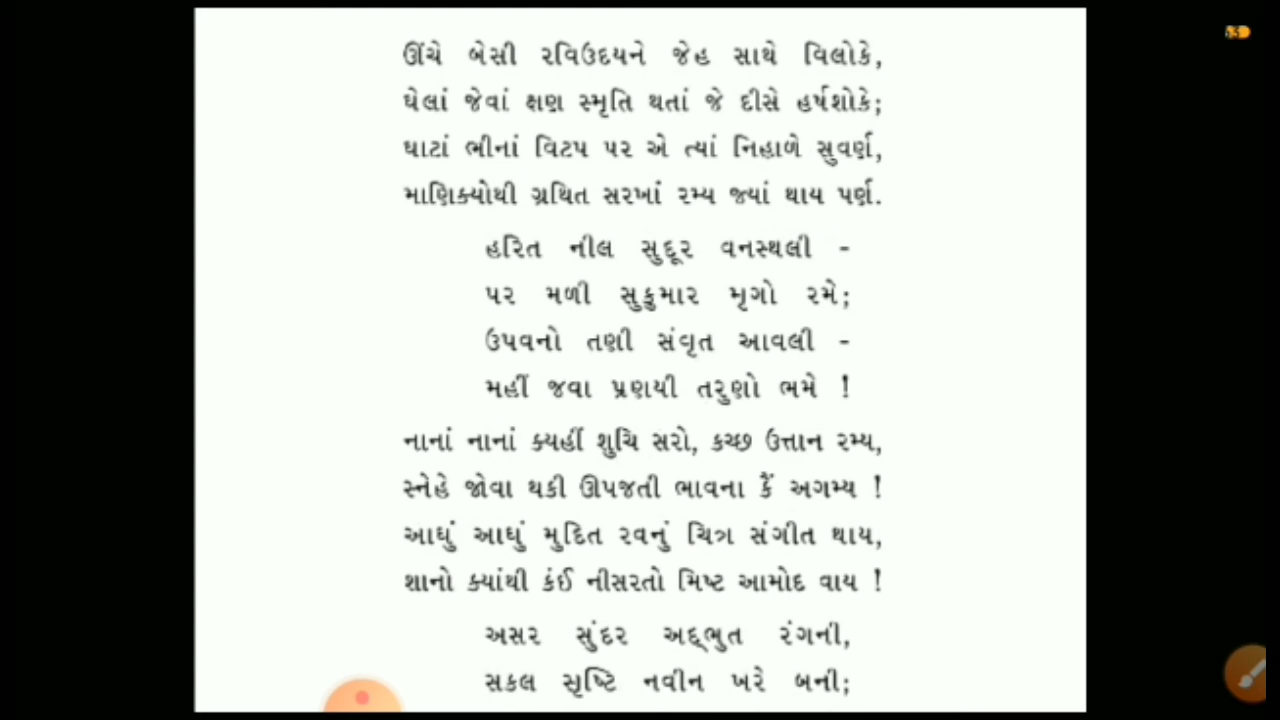 ઊંચે બેસી રવિઉદયને જેહ સાથે વિલોકે,
ઘેલાં જેવાં ક્ષણ સ્મૃતિ થતાં જે દીસે હર્ષશોકે;
ઘાટાં ભીનાં વિટપ પર એ ત્યાં નિહાળે સુવર્ણ,
માણિક્યોથી ગ્રથિત સરખાં રમ્ય જ્યાં થાય પર્ણ.
હરિત નીલ સુદૂર વનસ્થલી -
પર મળી સુકુમાર મૃગો રમે;
ઉપવનો તણી સંવૃત આવલી -
મહીં જવા પ્રણયી તરુણો ભમે !
નાનાં નાનાં ક્યહીં શુચિ સરો, કચ્છ ઉત્તાન રમ્ય,
સ્નેહે જોવા થકી ઊપજતી ભાવના કૈં અગમ્ય !
આઘું આઘું મુદિત રવનું ચિત્ર સંગીત થાય,
શાનો ક્યાંથી કંઈ નીસરતો મિષ્ટ આમોદ વાય !
અસર સુંદર અદ્ભુત રંગની,
સકલ સૃષ્ટિ નવીન ખરે બની;